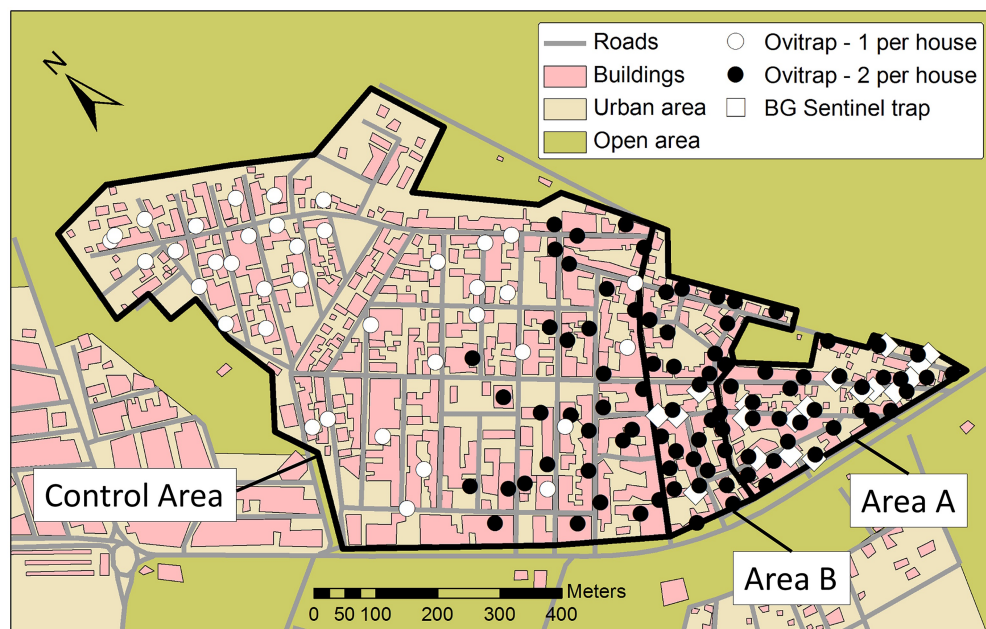 N
Roads
Buildings
Urban area
Open area
Ovitrap - 1 per house
Ovitrap - 2 per house
BG Sentinel trap
Control Area
Area A
Area B
Meters
0 50 100 200 300 400